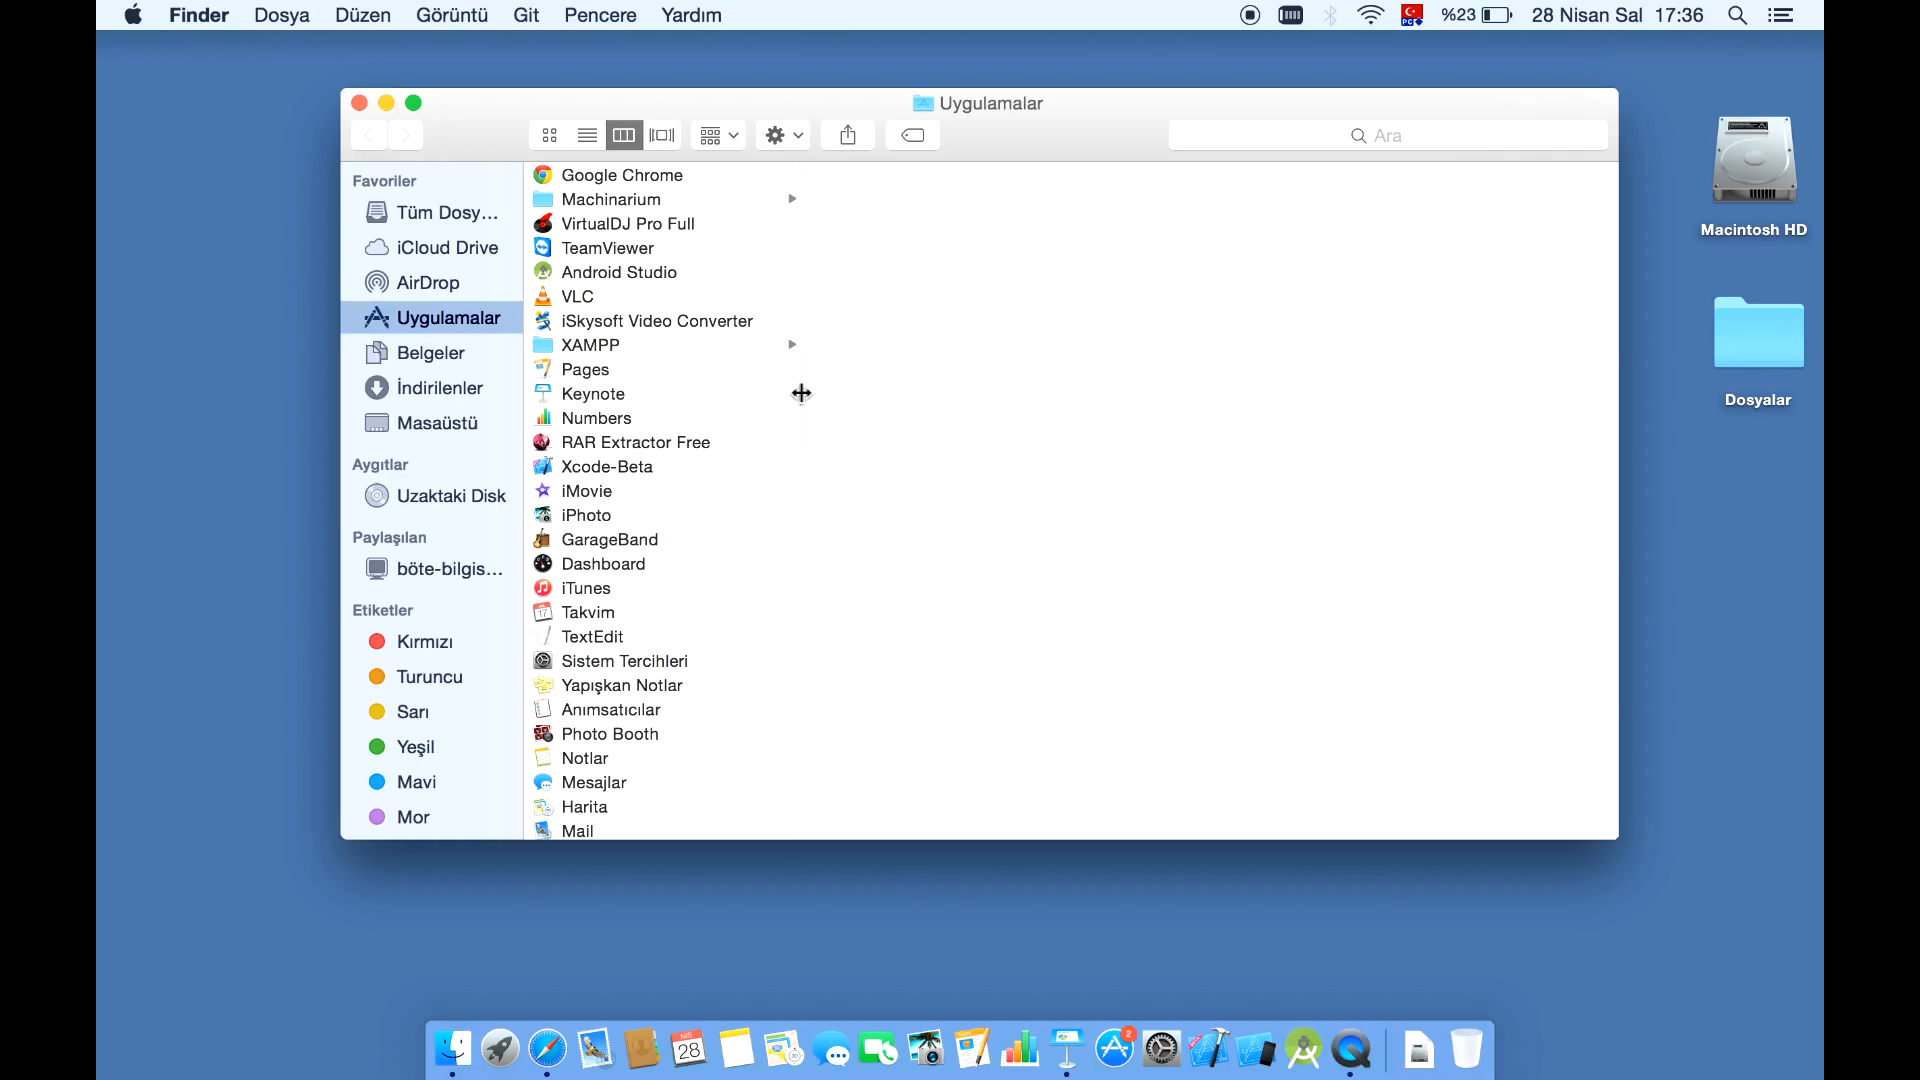 Finder Dosya Düzen Görüntü Git Pencere Yardım %23 28 Nisan Sal 17:36
Uygulamalar
Ara
Favoriler
Tüm Dosy...
iCloud Drive
AirDrop
Uygulamalar
Belgeler
İndirilenler
Masaüstü
Aygıtlar
Uzaktaki Disk
Paylaşılan
böte-bilgis...
Etiketler
Kırmızı
Turuncu
Sarı
Yeşil
Mavi
Mor
Google Chrome
Machinarium
VirtualDJ Pro Full
TeamViewer
Android Studio
VLC
iSkysoft Video Converter
XAMPP
Pages
Keynote
Numbers
RAR Extractor Free
Xcode-Beta
iMovie
iPhoto
GarageBand
Dashboard
iTunes
Takvim
TextEdit
Sistem Tercihleri
Yapışkan Notlar
Anımsatıcılar
Photo Booth
Notlar
Mesajlar
Harita
Mail
Macintosh HD
Dosyalar
NIS
28
2